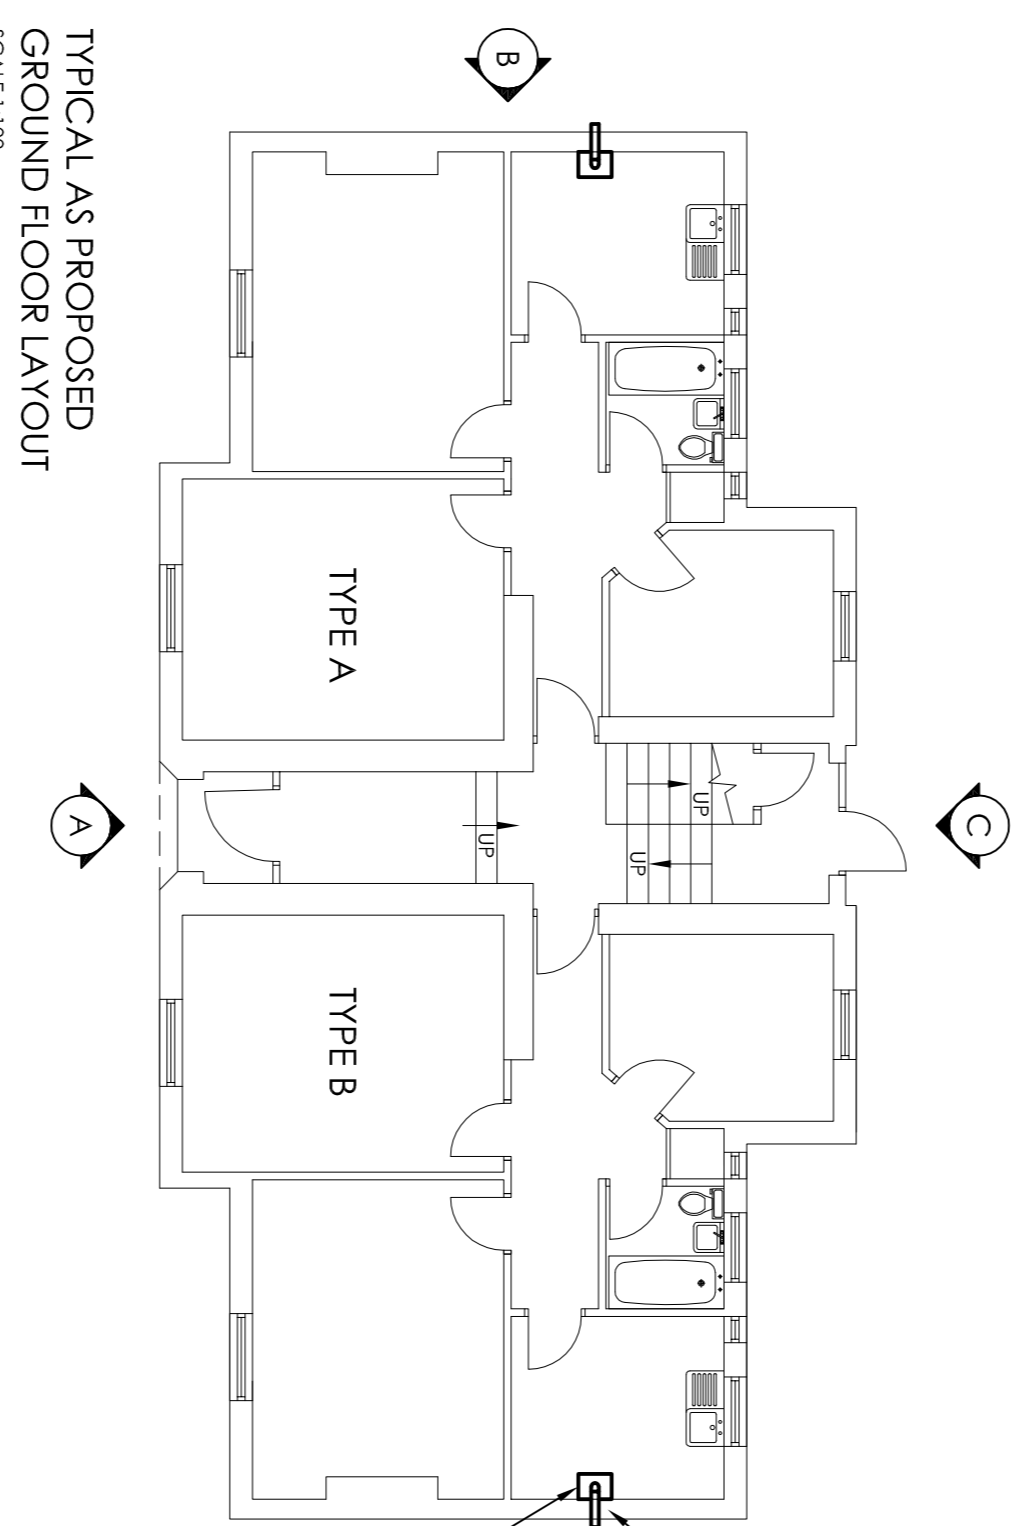 B
TYPE A
UP
UP
UP
A
C
TYPE B
TYPICAL AS PROPOSED
GROUND FLOOR LAYOUT